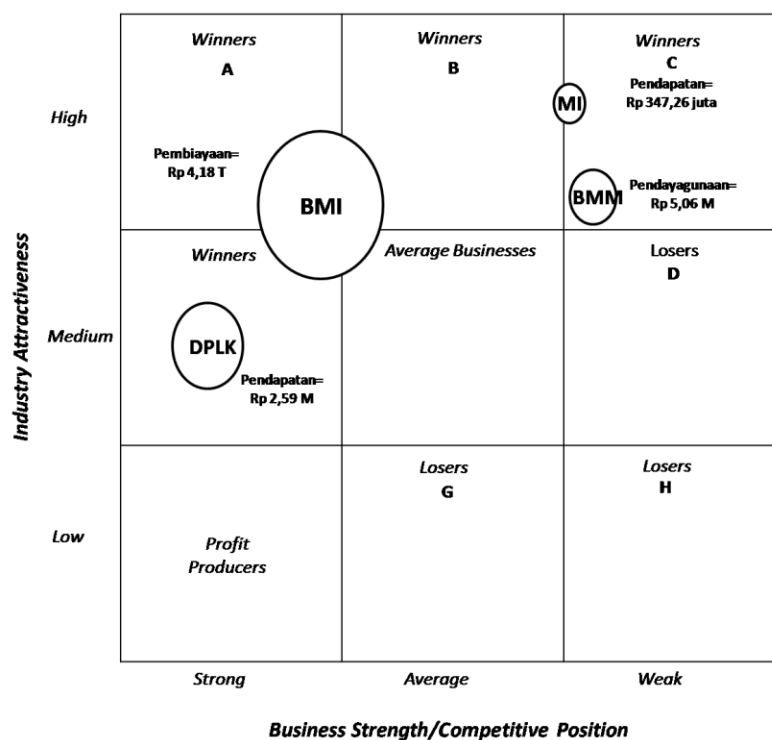 Winners
A
Winners
B
Winners
C
Pendapatan=
Rp 347,26 juta
MI
High
Pembiayaan=
Rp 4,18 T
BMI
BMM
Pendayagunaan=
Rp 5,06 M
Winners
Average Businesses
Losers
D
Medium
DPLK
Pendapatan=
Rp 2,59 M
Industry Attractiveness
Losers
G
Losers
H
Low
Profit
Producers
Strong
Average
Weak
Business Strength/Competitive Position